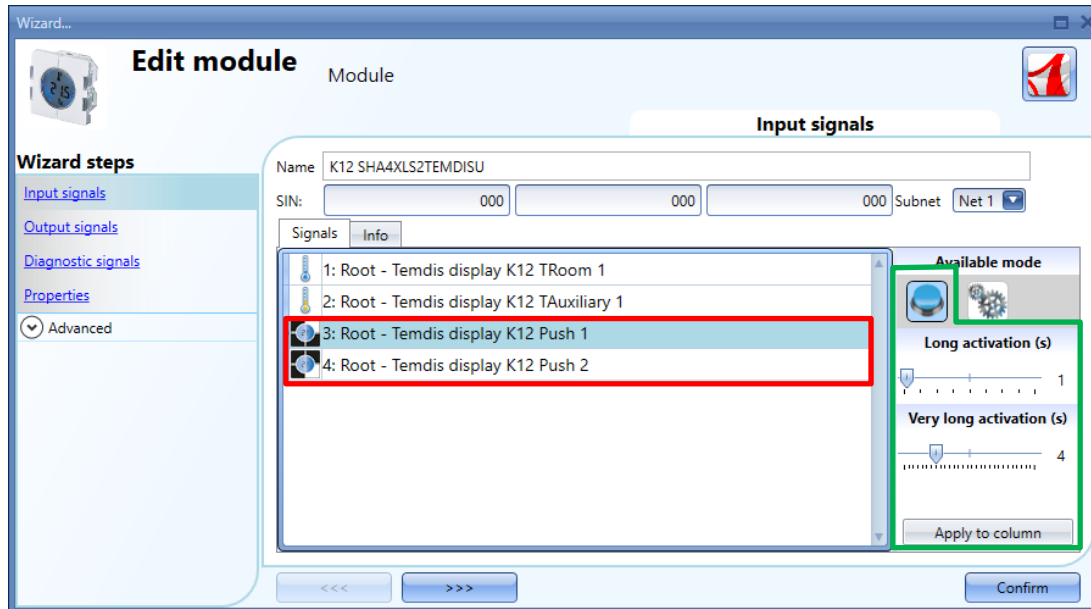 Wizard...
Edit module
Module
Input signals
Wizard steps
Input signals
Output signals
Diagnostic signals
Properties
Advanced
Name K12 SHA4XLS2TEMDISU
SIN: 000 000 000 Subnet Net 1
Signals Info
1: Root - Temdis display K12 TRoom 1
2: Root - Temdis display K12 TAuxiliary 1
3: Root - Temdis display K12 Push 1
4: Root - Temdis display K12 Push 2
Available mode
Long activation (s)
1
Very long activation (s)
4
Apply to column
<<< >>> Confirm